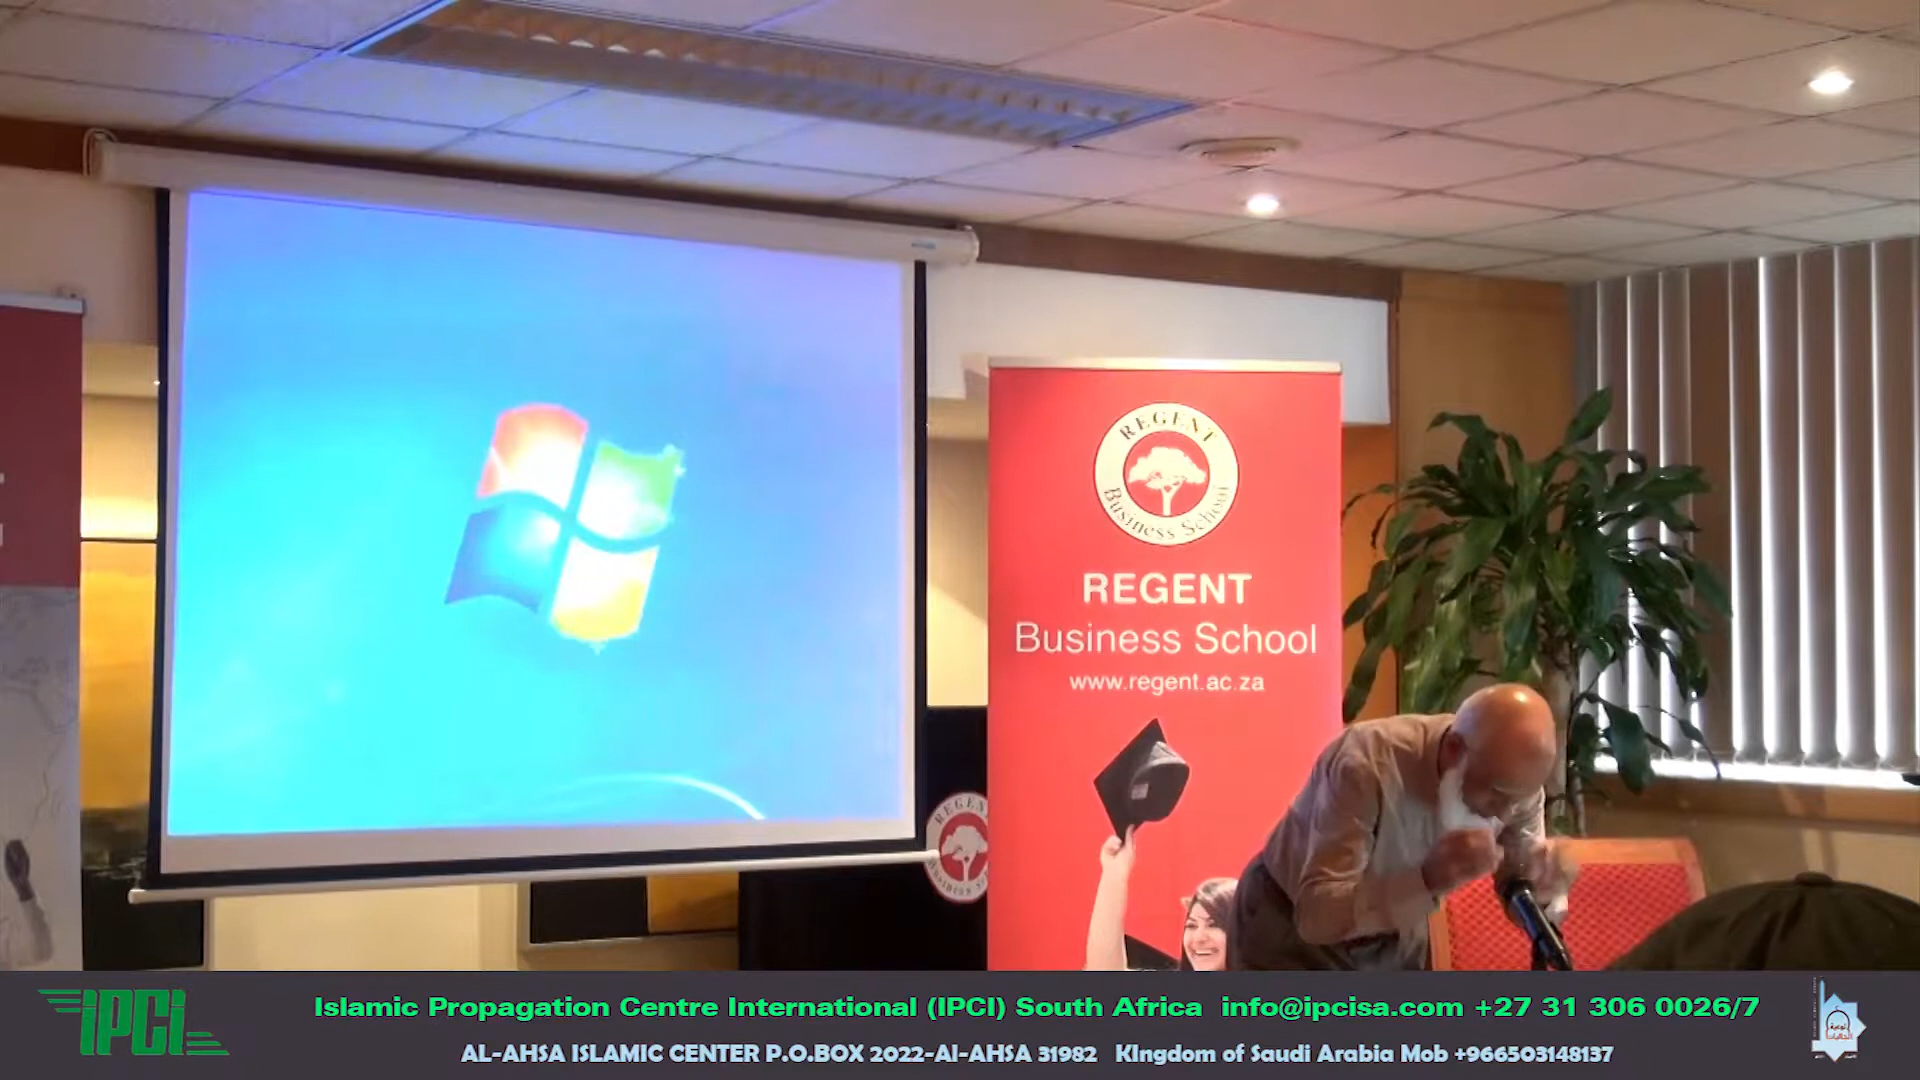 REGENT
Business School
REGENT
Business School
www.regent.ac.za
REGENT
IPCI
Islamic Propagation Centre International (IPCI) South Africa info@ipcisa.com +27 31 306 0026/7
AL-AHSA ISLAMIC CENTER P.O.BOX 2022-Al-AHSA 31982 KIngdom of Saudi Arabia Mob +966503148137